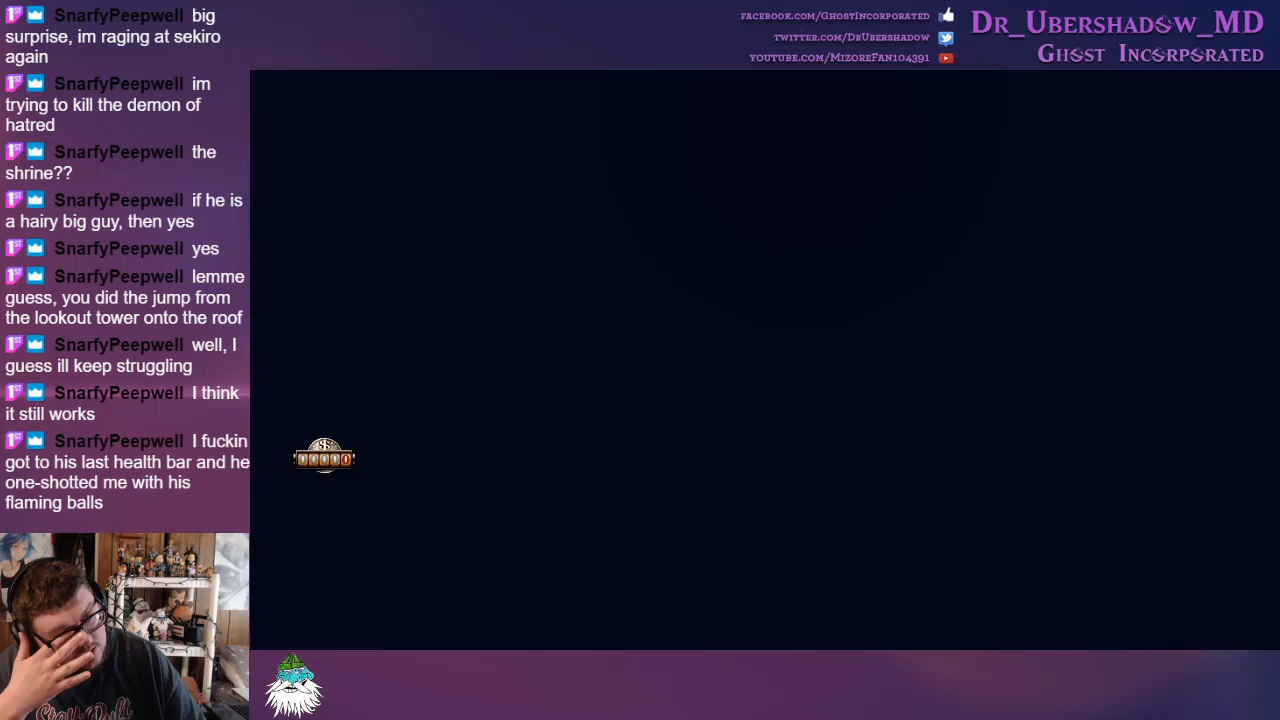 SnarfyPeepwell big
surprise, im raging at sekiro
again
SnarfyPeepwell im
trying to kill the demon of
hatred
SnarfyPeepwell the
shrine??
SnarfyPeepwell if he is
a hairy big guy, then yes
SnarfyPeepwell yes
SnarfyPeepwell lemme
guess, you did the jump from
the lookout tower onto the roof
SnarfyPeepwell well, I
guess ill keep struggling
SnarfyPeepwell I think
it still works
SnarfyPeepwell I fuckin
got to his last health bar and he
one-shotted me with his
flaming balls
facebook.com/GhostIncorporated
twitter.com/DrUbershadow
youtube.com/MizoreFan104391
Dr_Ubershadow_MD
Ghost Incorporated
00000